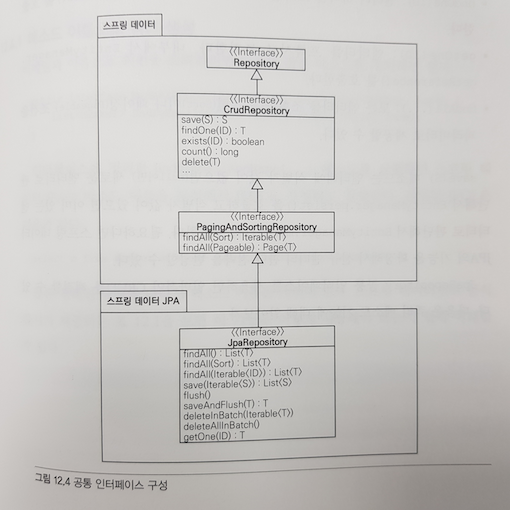 스프링 데이터
《Interface》
Repository
《Interface》
CrudRepository
save(S) : S
findOne(ID) : T
exists(ID) : boolean
count() : long
delete(T)
...
《Interface》
PagingAndSortingRepository
findAll(Sort) : Iterable〈T〉
findAll(Pageable) : Page〈T〉
스프링 데이터 JPA
《Interface》
JpaRepository
findAll() : List〈T〉
findAll(Sort) : List〈T〉
findAll(Iterable〈ID〉) : List〈T〉
save(Iterable〈S〉) : List〈S〉
flush()
saveAndFlush(T) : T
deleteInBatch(Iterable〈T〉)
deleteAllInBatch()
getOne(ID) : T
그림 12.4 공통 인터페이스 구성